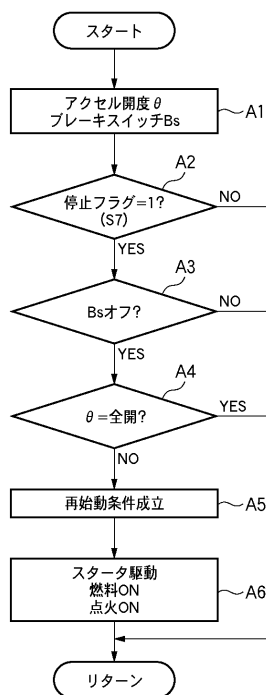 スタート
アクセル開度θ
ブレーキスイッチBs
A1
A2
停止フラグ=1?
(S7)
NO
YES
A3
Bsオフ?
NO
YES
A4
θ=全開?
YES
NO
再始動条件成立
A5
スタータ駆動
燃料ON
点火ON
A6
リターン